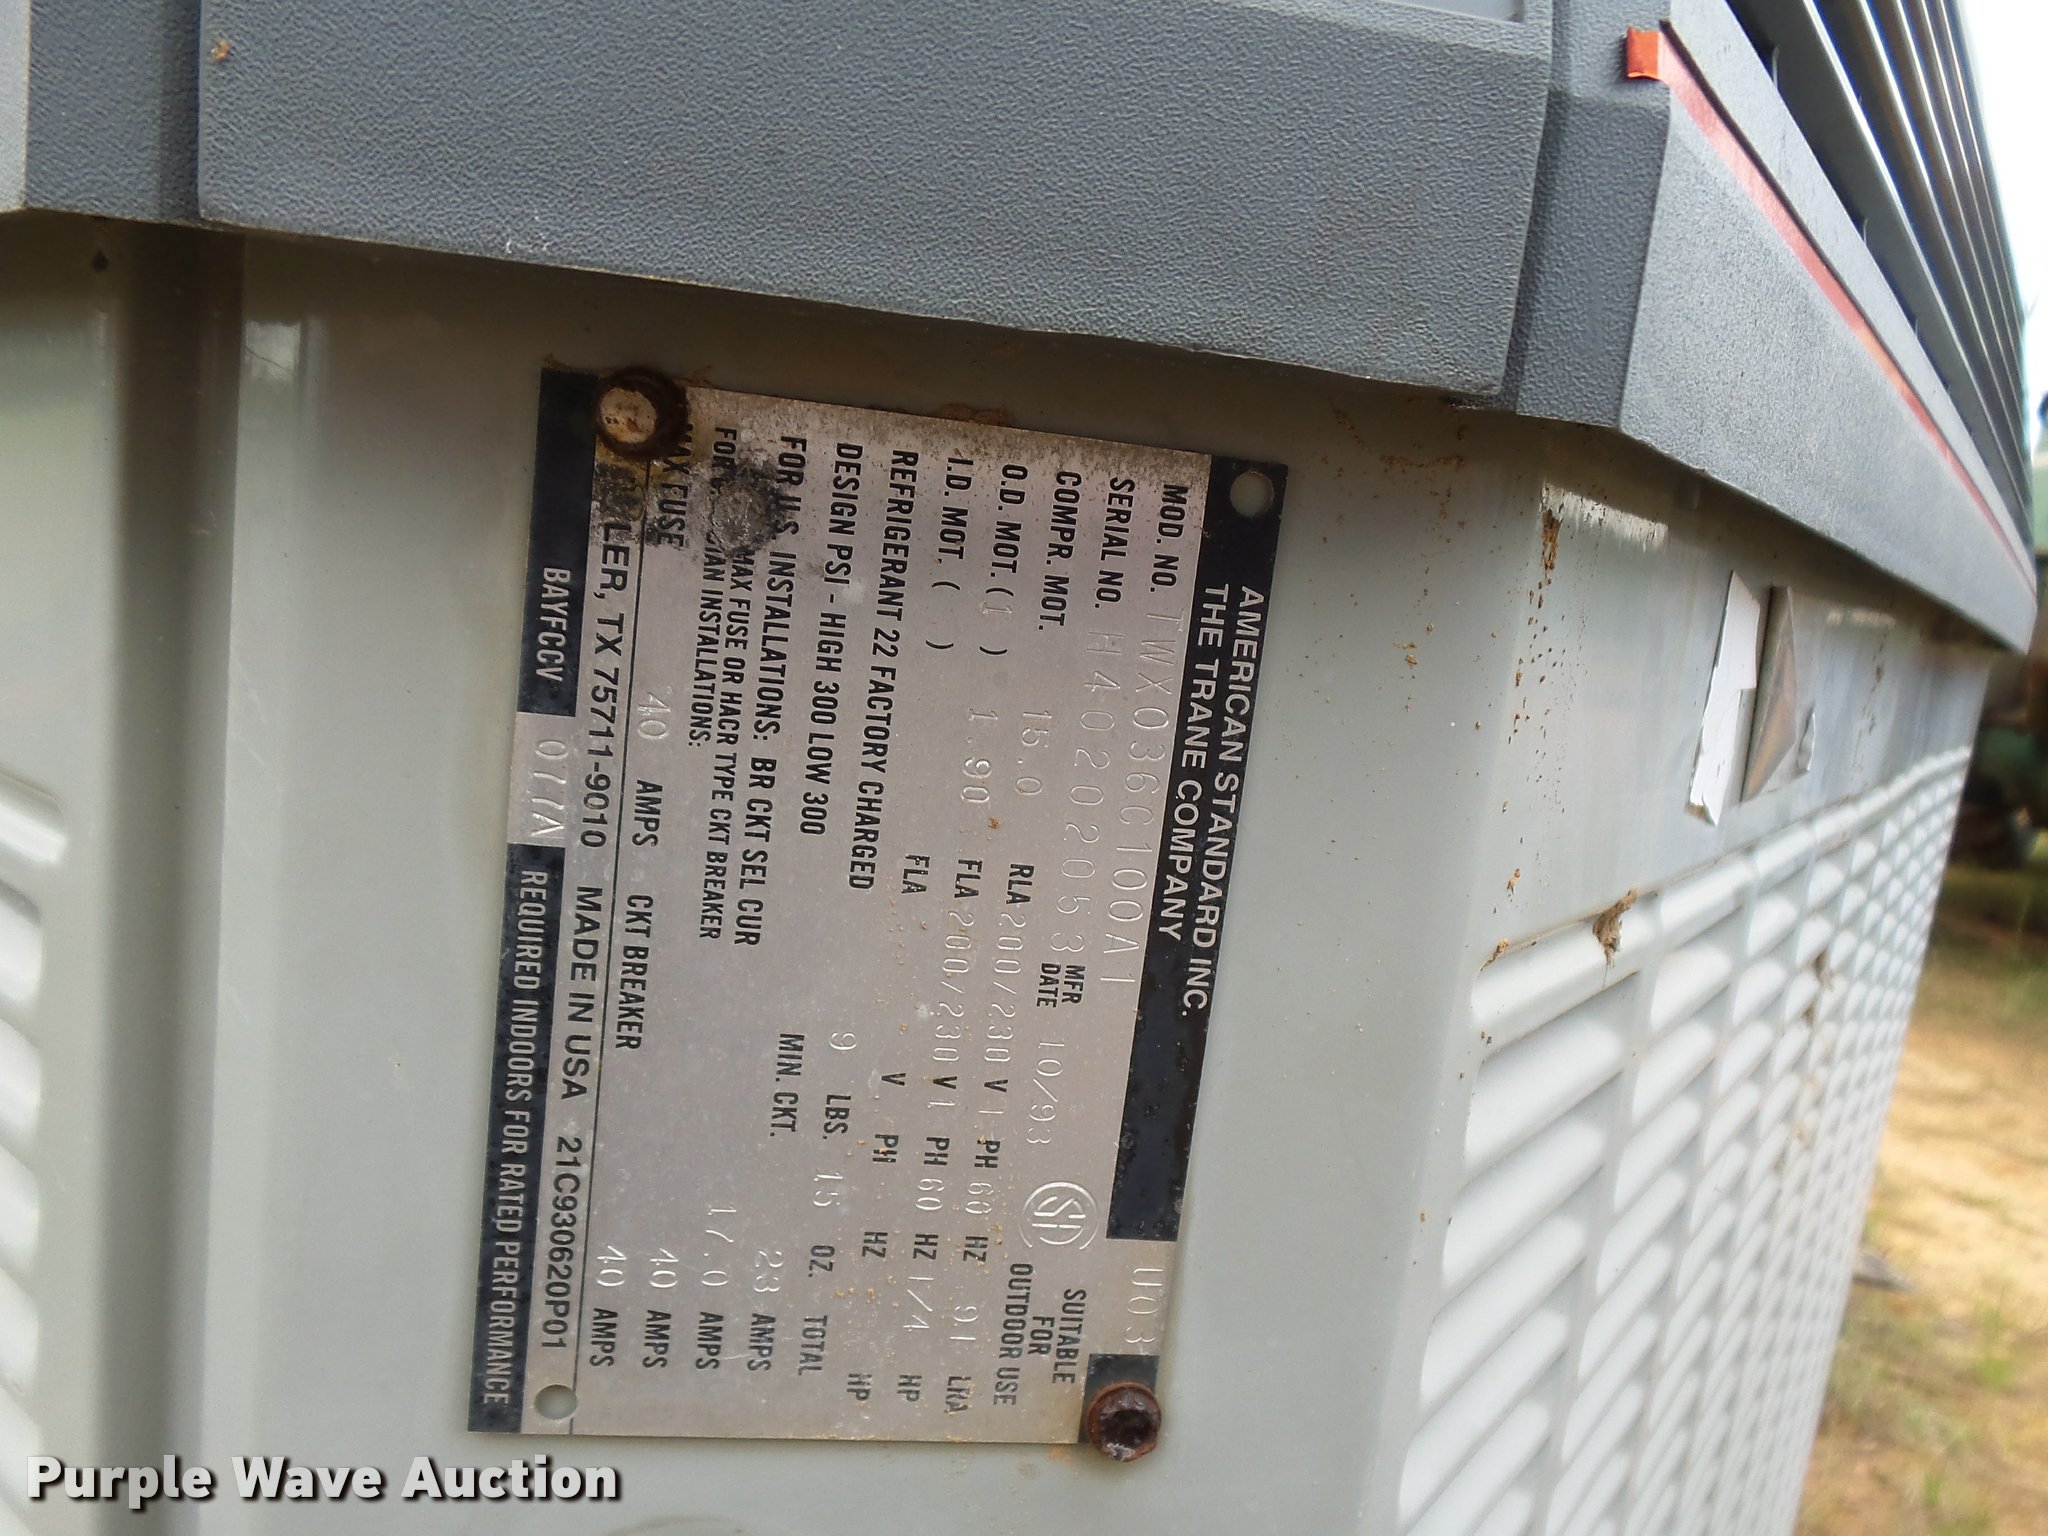 AMERICAN STANDARD INC.
THE TRANE COMPANY
U03
MOD. NO. TWX036C100A1
SERIAL NO. H40202053 MFR DATE 10/93
SUITABLE FOR OUTDOOR USE
COMPR. MOT. 15.0 RLA 200/230 V 1 PH 60 HZ 91 LRA
O.D. MOT. (1) 1.90 FLA 200/230 V 1 PH 60 HZ 1/4 HP
I.D. MOT. ( ) FLA V PH HZ HP
REFRIGERANT 22 FACTORY CHARGED 9 LBS. 15 OZ. TOTAL
DESIGN PSI - HIGH 300 LOW 300
MIN. CKT. 23 AMPS
FOR U.S. INSTALLATIONS: BR CKT SEL CUR 17.0 AMPS
MAX FUSE OR HACR TYPE CKT BREAKER 40 AMPS
INSTALLATIONS:
MAX FUSE 40 AMPS CKT BREAKER 40 AMPS
LER, TX 75711-9010 MADE IN USA 21C930620P01
BAYFCCV 077A REQUIRED INDOORS FOR RATED PERFORMANCE
Purple Wave Auction